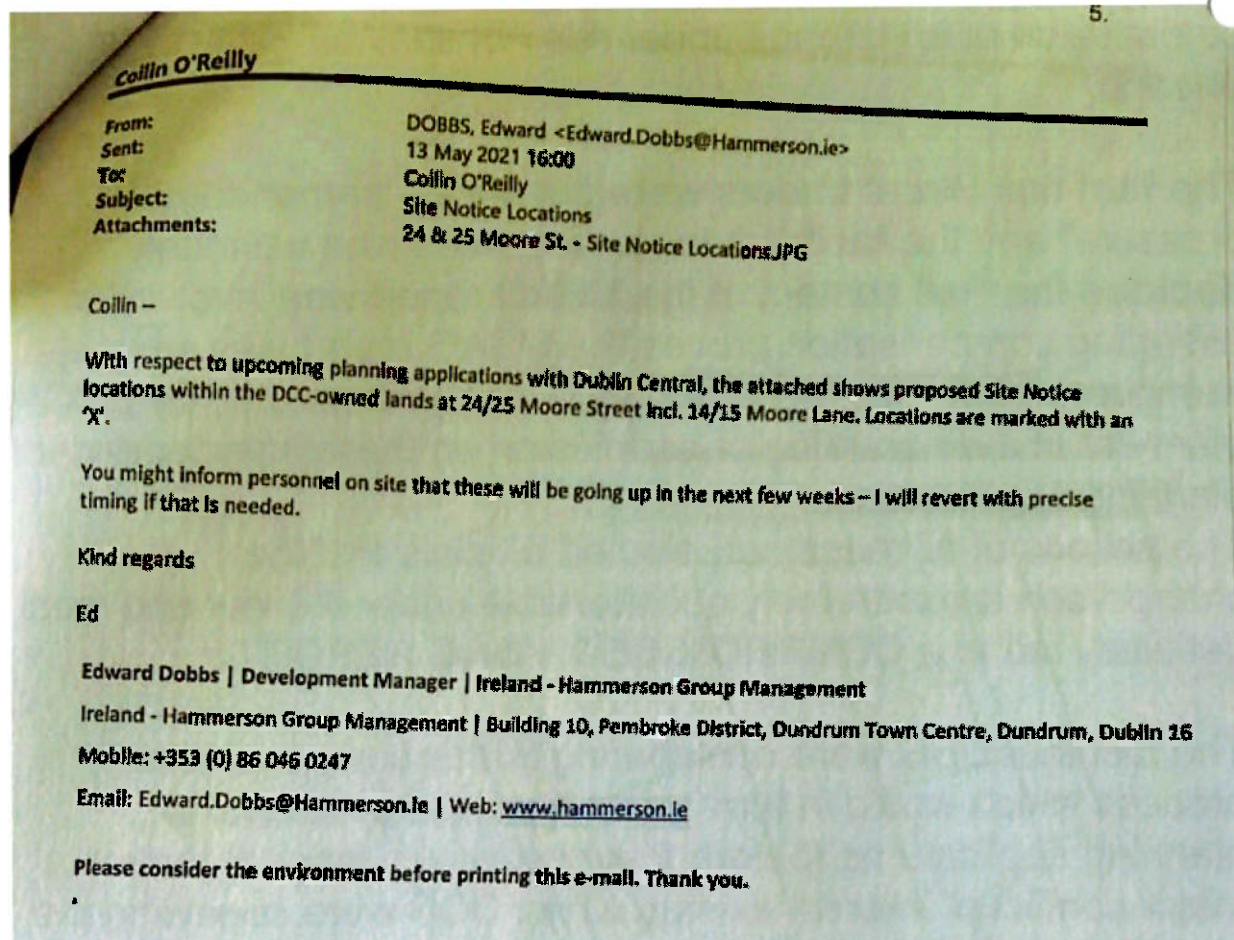 5.
Coilin O'Reilly
From: DOBBS, Edward <Edward.Dobbs@Hammerson.ie>
Sent: 13 May 2021 16:00
To: Coilin O'Reilly
Subject: Site Notice Locations
Attachments: 24 & 25 Moore St. - Site Notice Locations.JPG
Coilin –
With respect to upcoming planning applications with Dublin Central, the attached shows proposed Site Notice
locations within the DCC-owned lands at 24/25 Moore Street incl. 14/15 Moore Lane. Locations are marked with an
'X'.
You might inform personnel on site that these will be going up in the next few weeks – I will revert with precise
timing if that is needed.
Kind regards
Ed
Edward Dobbs | Development Manager | Ireland - Hammerson Group Management
Ireland - Hammerson Group Management | Building 10, Pembroke District, Dundrum Town Centre, Dundrum, Dublin 16
Mobile: +353 (0) 86 046 0247
Email: Edward.Dobbs@Hammerson.ie | Web: www.hammerson.ie
Please consider the environment before printing this e-mail. Thank you.